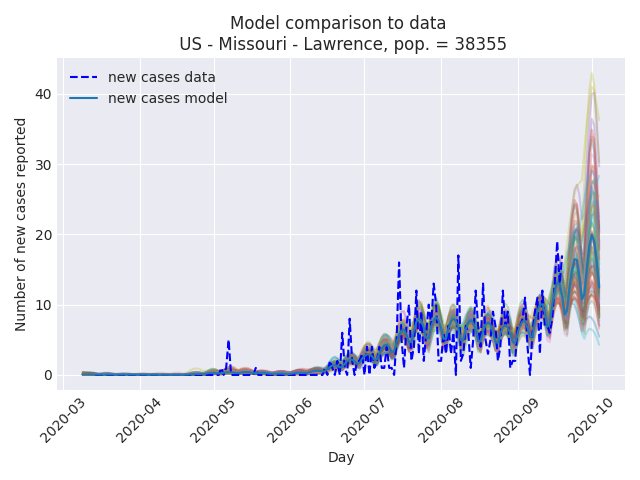 Model comparison to data
US - Missouri - Lawrence, pop. = 38355
new cases data
new cases model
Number of new cases reported
40
30
20
10
0
2020-03
2020-04
2020-05
2020-06
2020-07
2020-08
2020-09
2020-10
Day